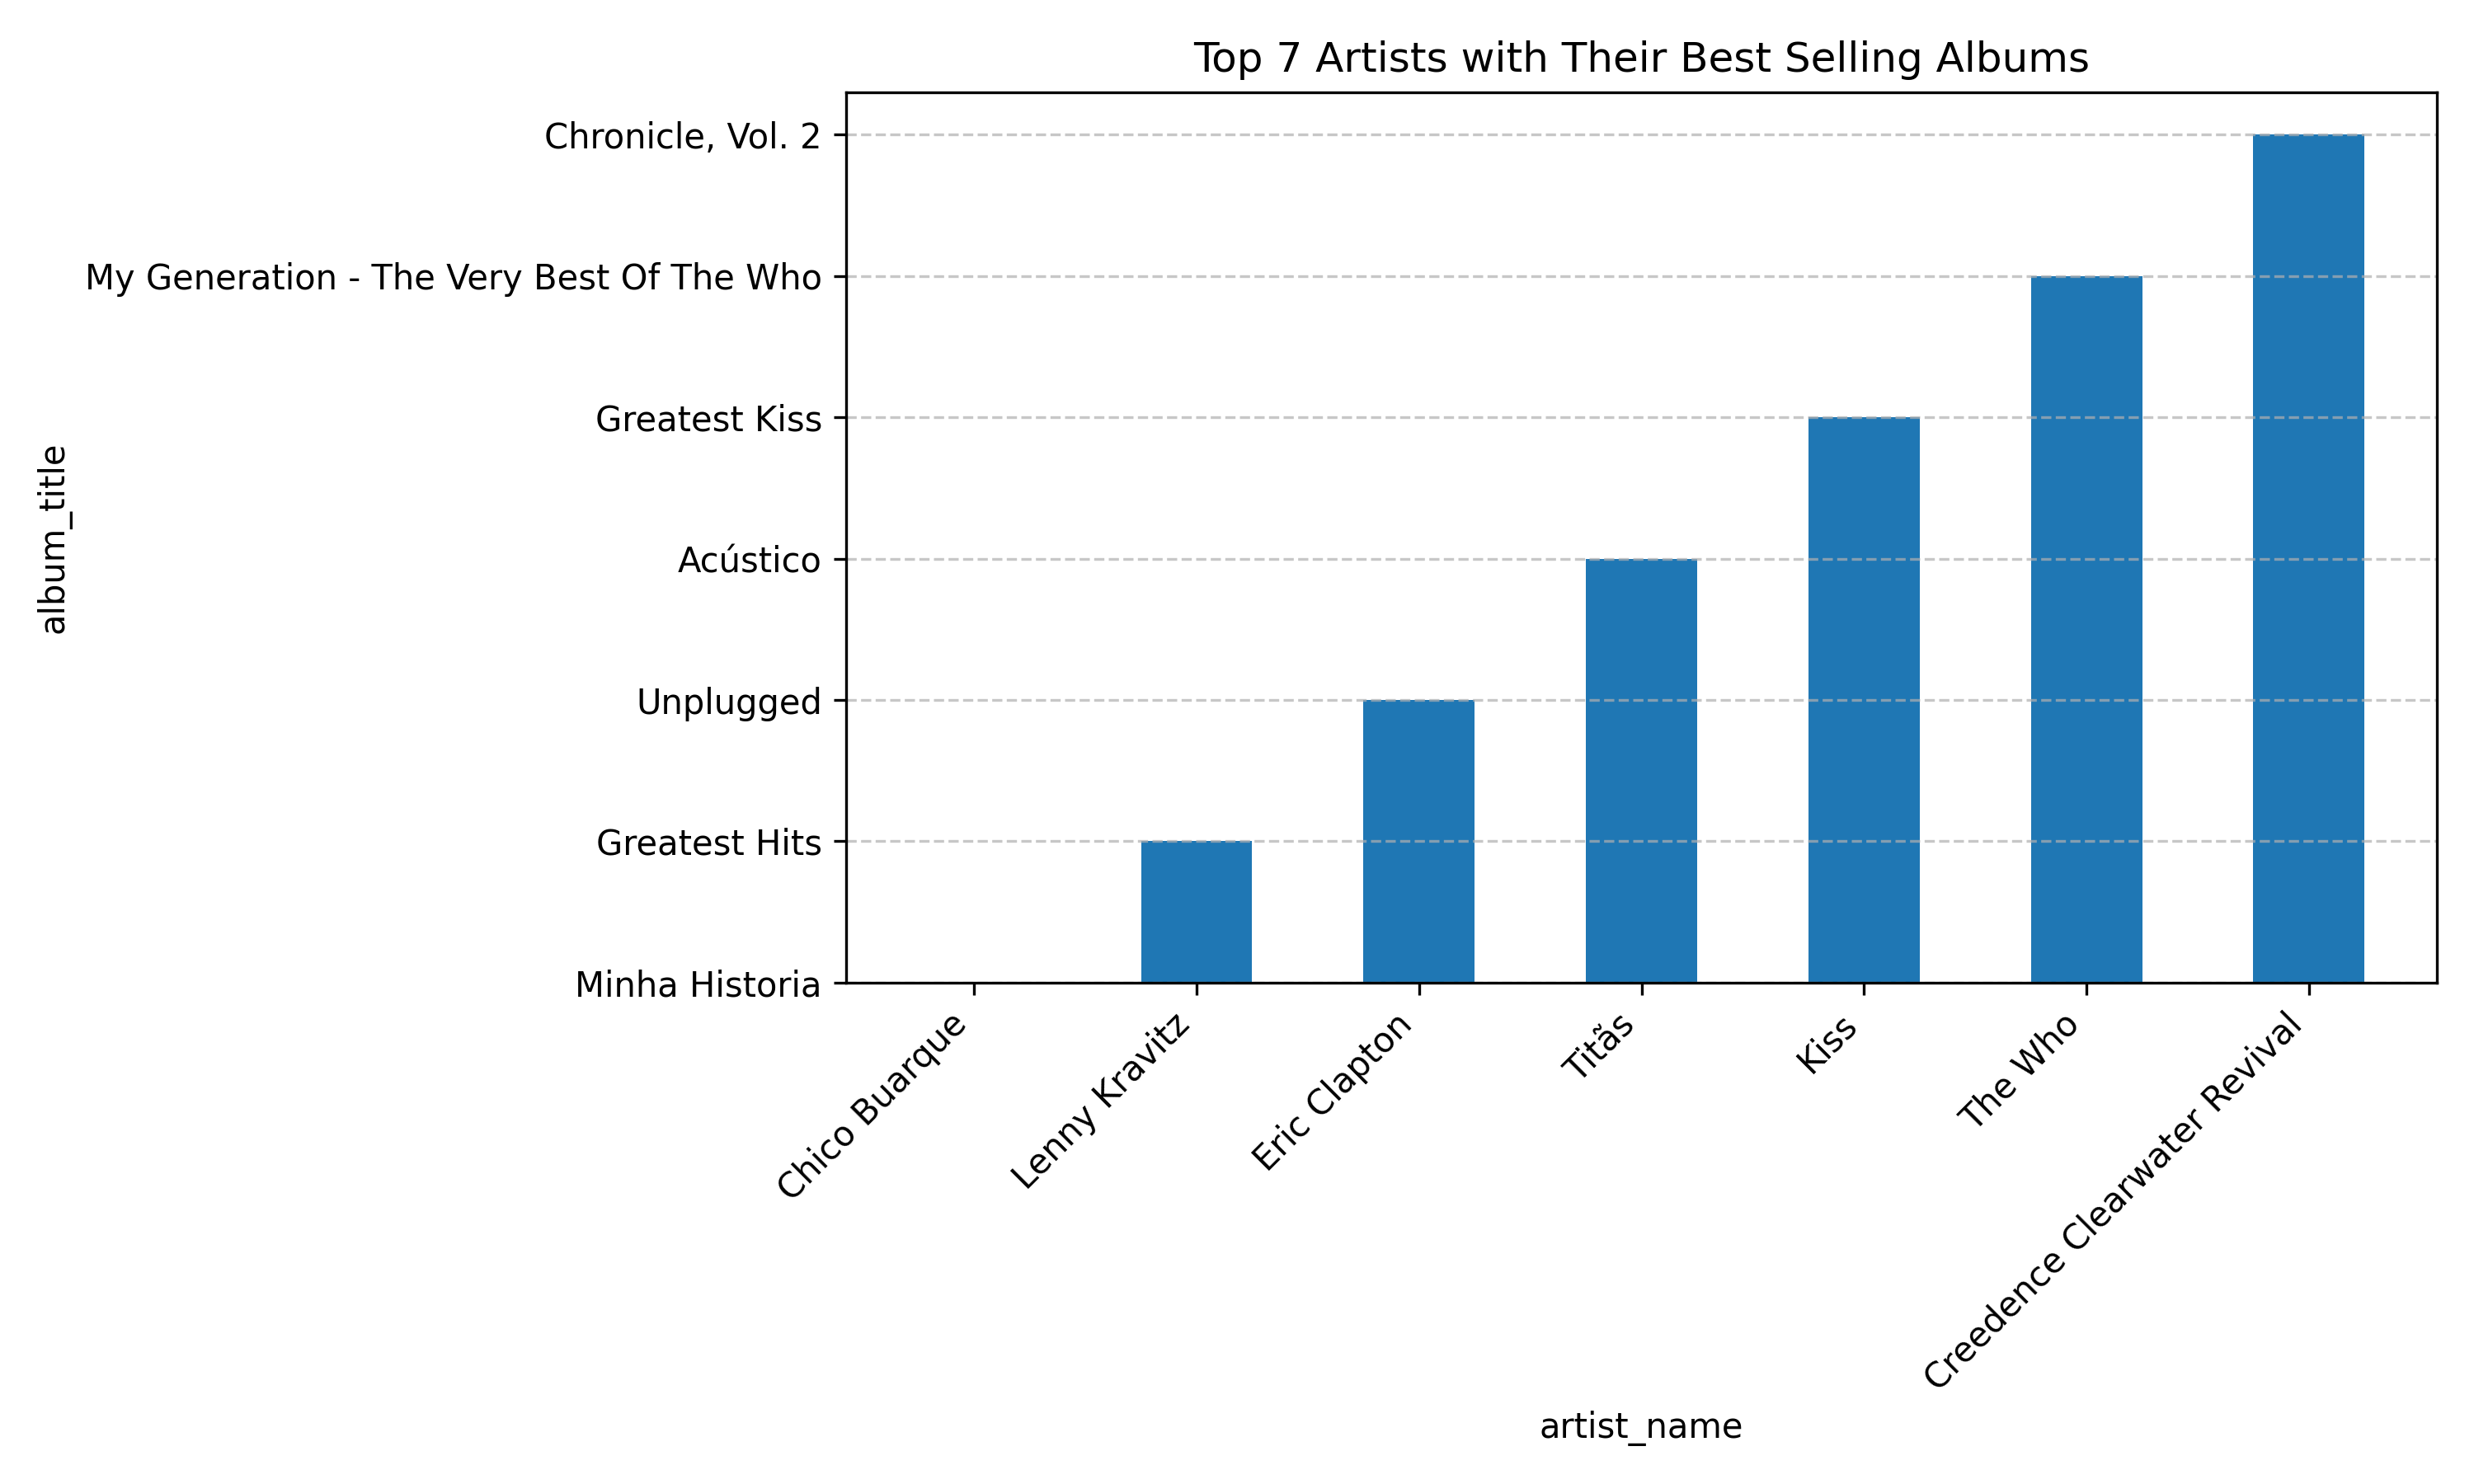 Top 7 Artists with Their Best Selling Albums
album_title
Chronicle, Vol. 2
My Generation - The Very Best Of The Who
Greatest Kiss
Acústico
Unplugged
Greatest Hits
Minha Historia
Chico Buarque
Lenny Kravitz
Eric Clapton
Titãs
Kiss
The Who
Creedence Clearwater Revival
artist_name